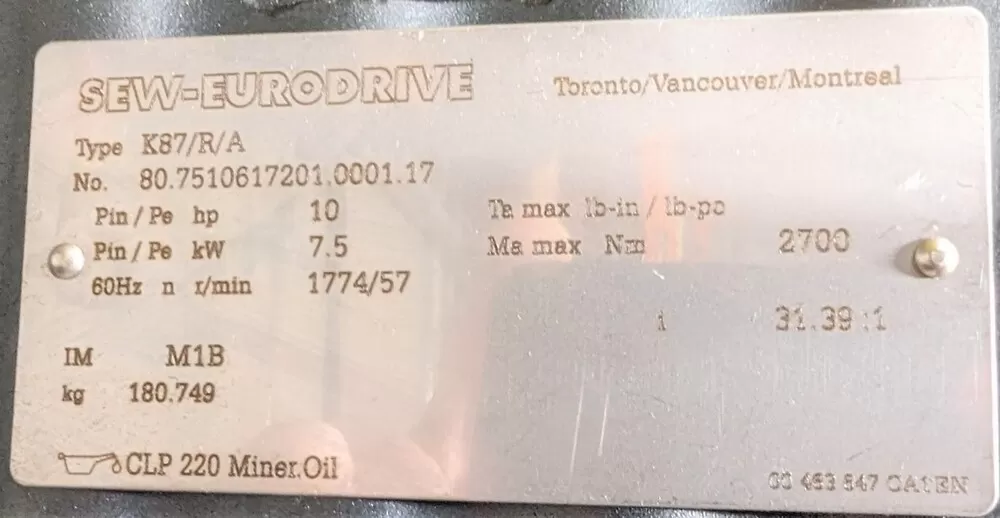 SEW-EURODRIVE Toronto/Vancouver/Montreal
Type K87/R/A
No. 80.7510617201.0001.17
Pin/Pe hp 10 Ta max lb-in/lb-po
Pin/Pe kW 7.5 Ma max Nm 2700
60Hz n r/min 1774/57
i 31.39:1
IM M1B
kg 180.749
CLP 220 Miner.Oil